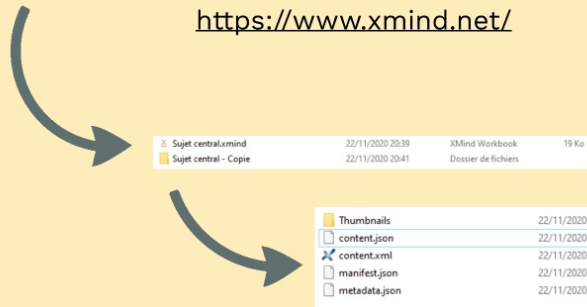 https://www.xmind.net/
Sujet central.xmind 22/11/2020 20:39 XMind Workbook 19 Ko
Sujet central - Copie 22/11/2020 20:41 Dossier de fichiers
Thumbnails 22/11/2020
content.json 22/11/2020
content.xml 22/11/2020
manifest.json 22/11/2020
metadata.json 22/11/2020